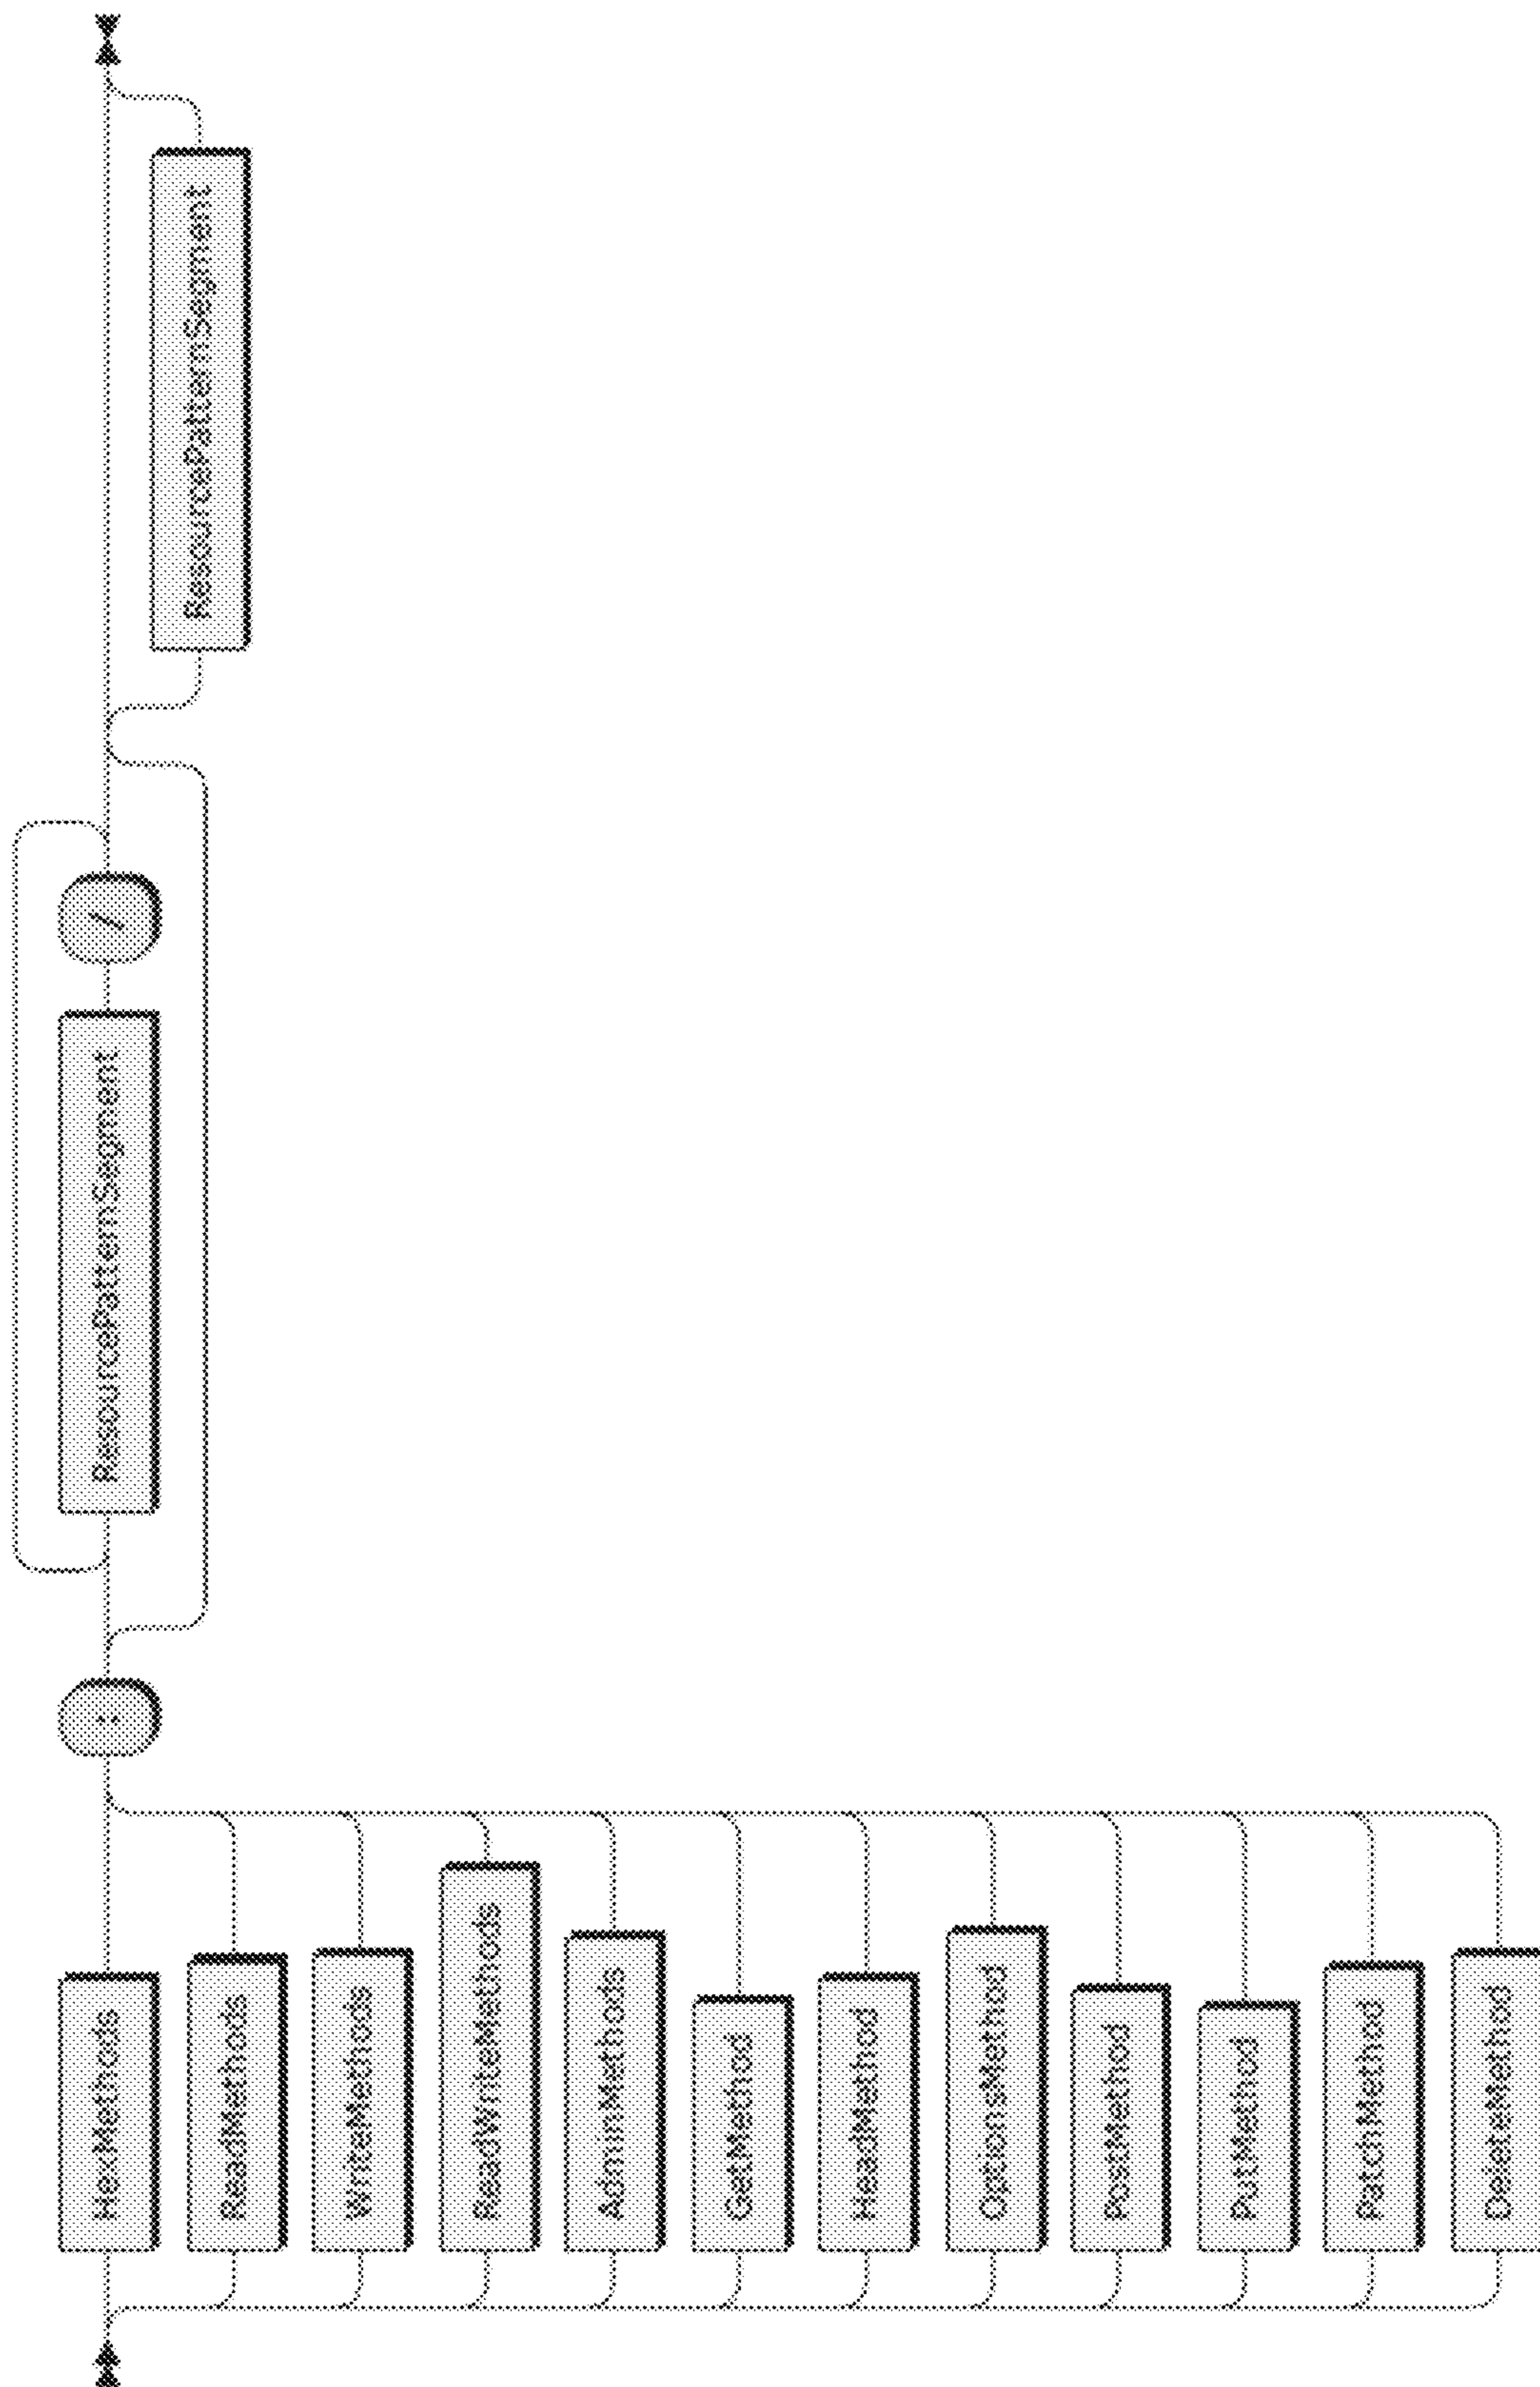 HexMethods
ReadMethods
WriteMethods
ReadWriteMethods
AdminMethods
GetMethod
HeadMethod
OptionsMethod
PostMethod
PutMethod
PatchMethod
DeleteMethod
:
ResourcePatternSegment
/
ResourcePatternSegment